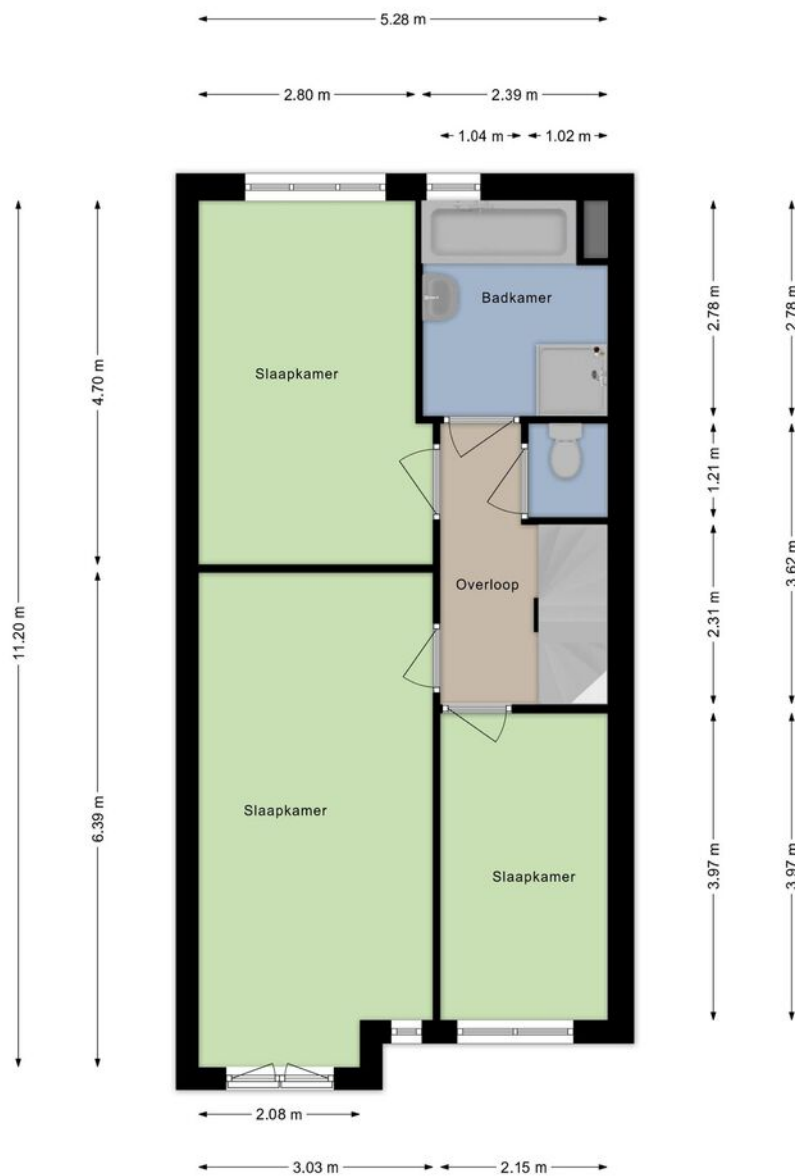 5.28 m
2.80 m
2.39 m
1.04 m
1.02 m
Badkamer
Slaapkamer
2.78 m
2.78 m
4.70 m
1.21 m
Overloop
3.62 m
2.31 m
11.20 m
Slaapkamer
6.39 m
Slaapkamer
3.97 m
3.97 m
2.08 m
3.03 m
2.15 m